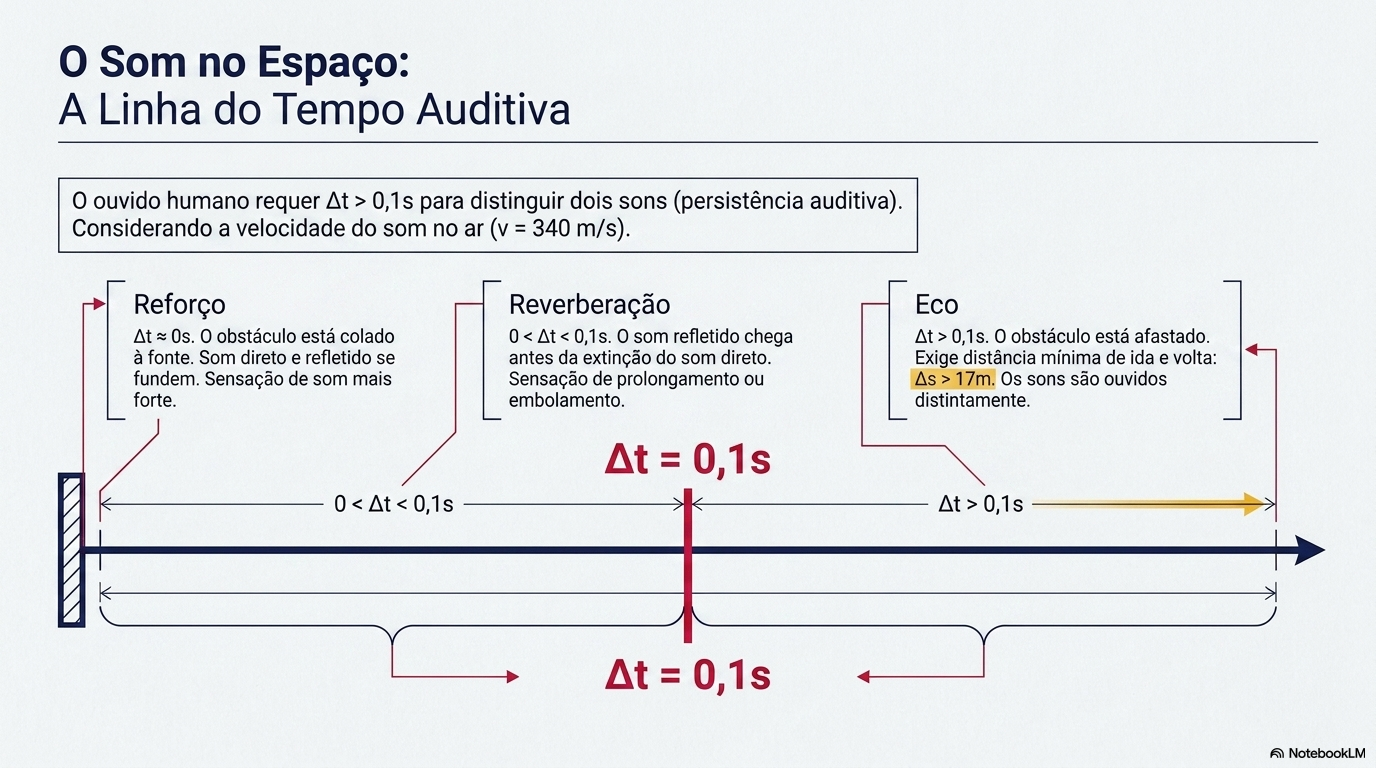 O Som no Espaço:
A Linha do Tempo Auditiva
O ouvido humano requer Δt > 0,1s para distinguir dois sons (persistência auditiva).
Considerando a velocidade do som no ar (v = 340 m/s).
Reforço
Δt ≈ 0s. O obstáculo está colado
à fonte. Som direto e refletido se
fundem. Sensação de som mais
forte.
Reverberação
0 < Δt < 0,1s. O som refletido chega
antes da extinção do som direto.
Sensação de prolongamento ou
embolamento.
Eco
Δt > 0,1s. O obstáculo está afastado.
Exige distância mínima de ida e volta:
Δs > 17m. Os sons são ouvidos
distintamente.
Δt = 0,1s
0 < Δt < 0,1s
Δt > 0,1s
Δt = 0,1s
NotebookLM